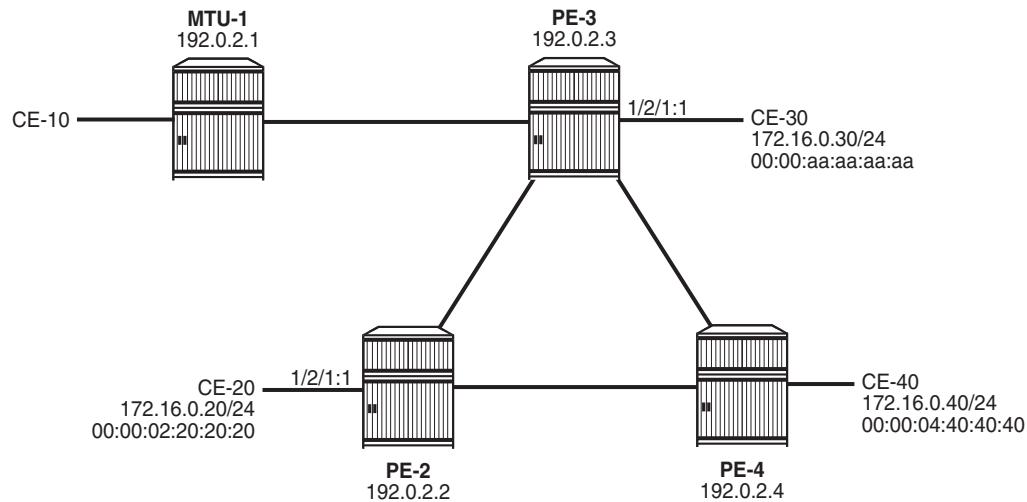 MTU-1
192.0.2.1
PE-3
192.0.2.3
CE-10
1/2/1:1
CE-30
172.16.0.30/24
00:00:aa:aa:aa:aa
CE-20
172.16.0.20/24
00:00:02:20:20:20
1/2/1:1
CE-40
172.16.0.40/24
00:00:04:40:40:40
PE-2
192.0.2.2
PE-4
192.0.2.4